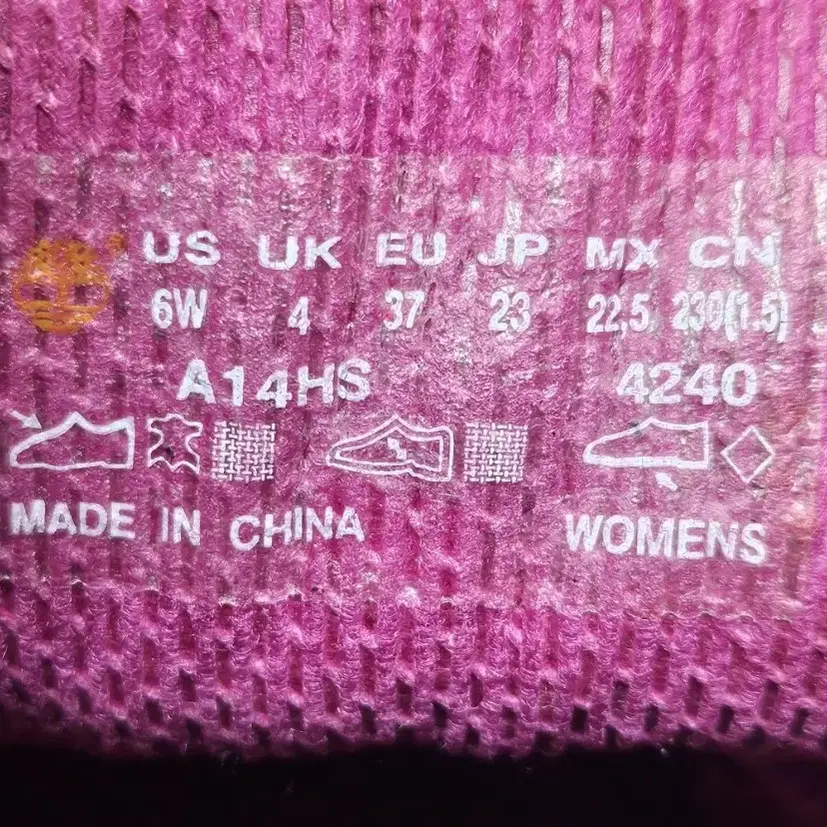 US UK EU JP MX CN
6W 4 37 23 22,5 230(1.5)
A14HS 4240
MADE IN CHINA WOMENS